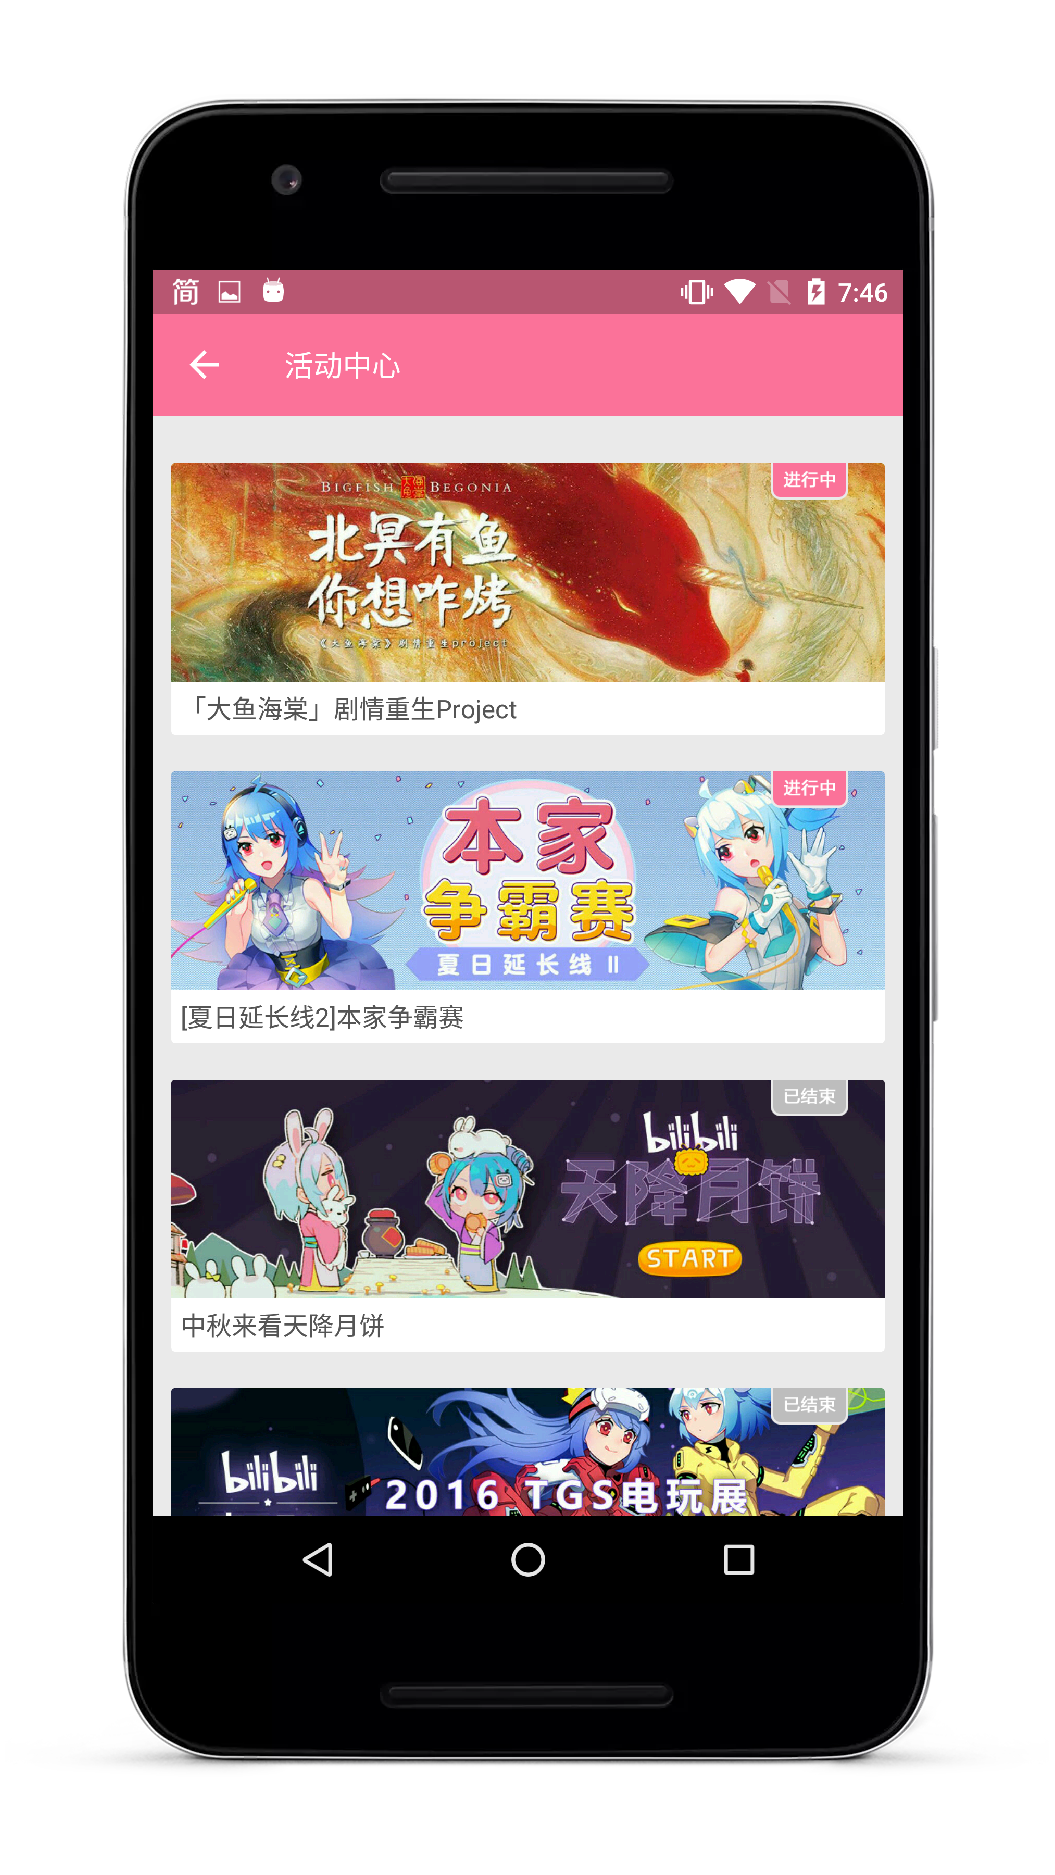 简
7:46
活动中心
进行中
BIGFISH 大鱼海棠 BEGONIA
北冥有鱼
你想咋烤
《大鱼海棠》剧情重生project
「大鱼海棠」剧情重生Project
进行中
本家
争霸赛
夏日延长线 II
[夏日延长线2]本家争霸赛
已结束
bilibili
天降月饼
START
中秋来看天降月饼
已结束
bilibili
2016 TGS电玩展